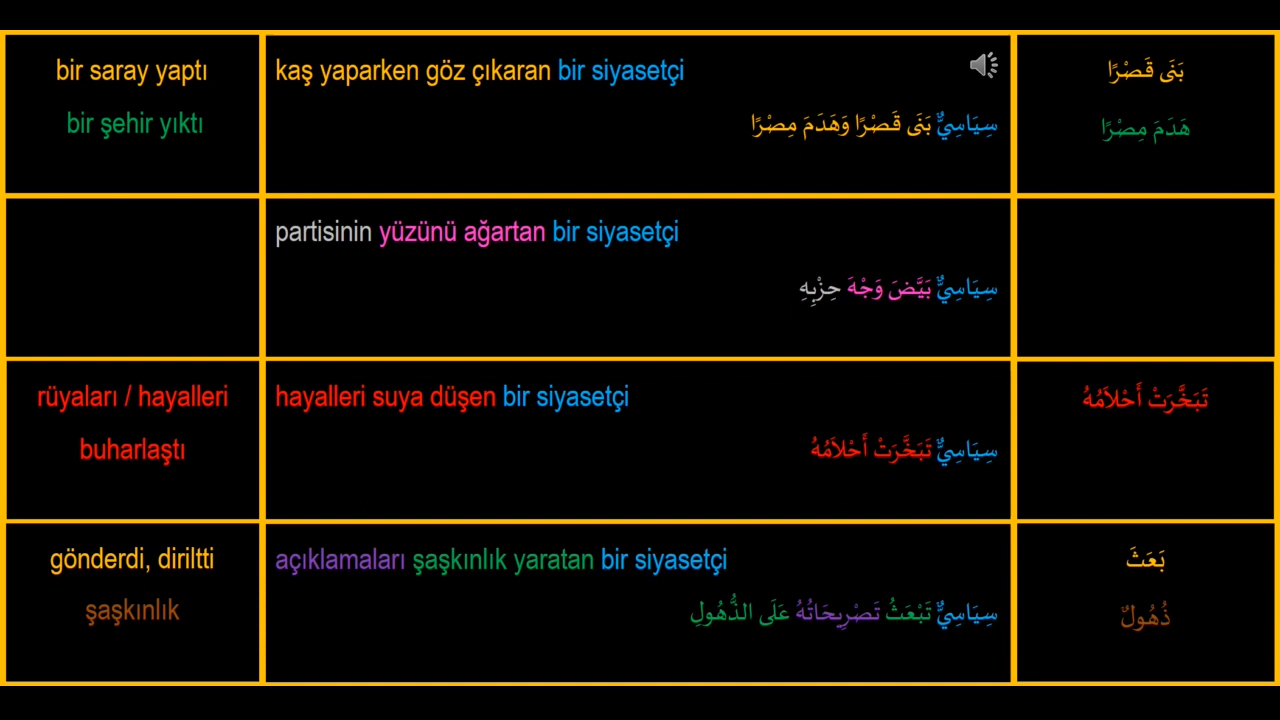 bir saray yaptı
bir şehir yıktı
kaş yaparken göz çıkaran bir siyasetçi
سِيَاسِيٌّ بَنَى قَصْرًا وَهَدَمَ مِصْرًا
بَنَى قَصْرًا
هَدَمَ مِصْرًا
partisinin yüzünü ağartan bir siyasetçi
سِيَاسِيٌّ بَيَّضَ وَجْهَ حِزْبِهِ
rüyaları / hayalleri
buharlaştı
hayalleri suya düşen bir siyasetçi
سِيَاسِيٌّ تَبَخَّرَتْ أَحْلاَمُهُ
تَبَخَّرَتْ أَحْلاَمُهُ
gönderdi, diriltti
şaşkınlık
açıklamaları şaşkınlık yaratan bir siyasetçi
سِيَاسِيٌّ تَبْعَثُ تَصْرِيحَاتُهُ عَلَى الذُّهُولِ
بَعَثَ
ذُهُولٌ